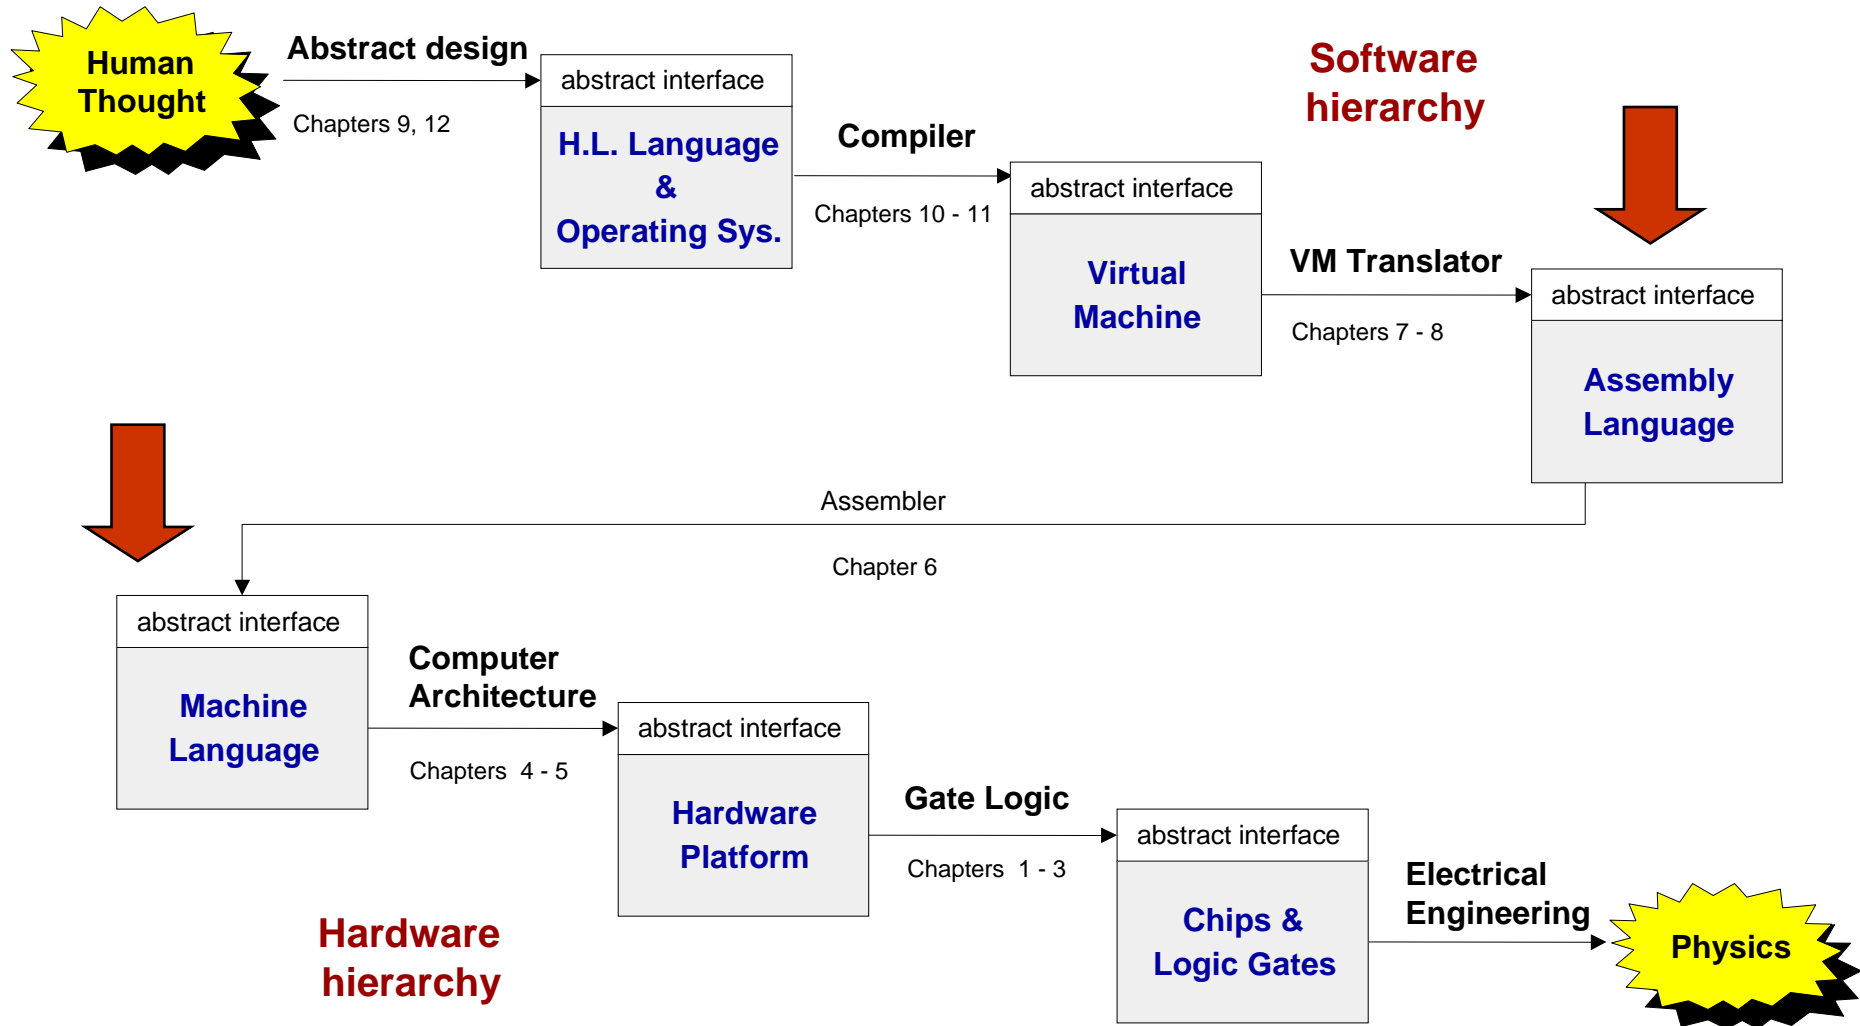 Human
Thought
Abstract design
Chapters 9, 12
abstract interface
H.L. Language
&
Operating Sys.
Compiler
Chapters 10 - 11
abstract interface
Virtual
Machine
Software
hierarchy
VM Translator
Chapters 7 - 8
abstract interface
Assembly
Language
Assembler
Chapter 6
abstract interface
Machine
Language
Computer
Architecture
Chapters 4 - 5
abstract interface
Hardware
Platform
Gate Logic
Chapters 1 - 3
abstract interface
Chips &
Logic Gates
Electrical
Engineering
Physics
Hardware
hierarchy